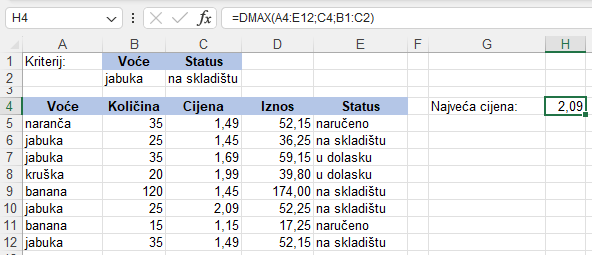 H4 =DMAX(A4:E12;C4;B1:C2)
A B C D E F G H
1 Kriterij: Voće Status
2 jabuka na skladištu
3
4 Voće Količina Cijena Iznos Status Najveća cijena: 2,09
5 naranča 35 1,49 52,15 naručeno
6 jabuka 25 1,45 36,25 na skladištu
7 jabuka 35 1,69 59,15 u dolasku
8 kruška 20 1,99 39,80 u dolasku
9 banana 120 1,45 174,00 na skladištu
10 jabuka 25 2,09 52,25 na skladištu
11 banana 15 1,15 17,25 naručeno
12 jabuka 35 1,49 52,15 na skladištu